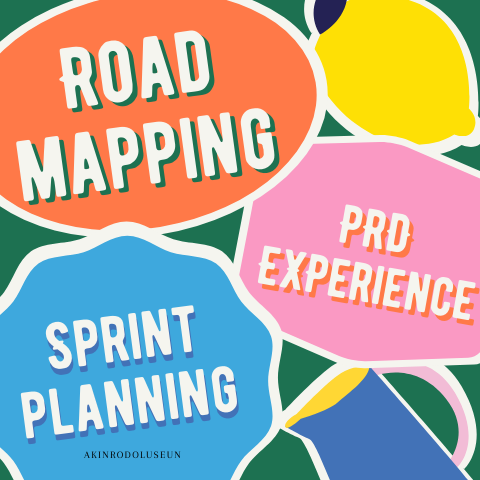 ROAD
MAPPING
PRD
EXPERIENCE
SPRINT
PLANNING
AKINRODOLUSEUN